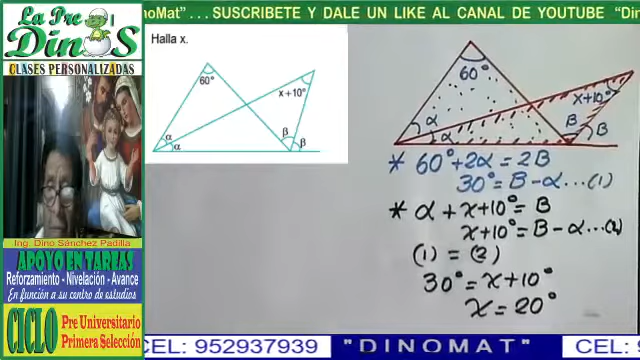 La Pre
DinoS
CLASES PERSONALIZADAS
Ing. Dino Sánchez Padilla
APOYO EN TAREAS
Reforzamiento - Nivelación - Avance
En función a su centro de estudios
CICLO
Pre Universitario
Primera Selección
noMat"... SUSCRIBETE Y DALE UN LIKE AL CANAL DE YOUTUBE "Din
Halla x.
60°
x+10°
α
α
β
β
60°
x+10°
α
α
B
B
* 60°+2α = 2B
30° = B-α...(1)
* α + x+10° = B
x+10° = B-α...(2)
(1) = (2)
30° = x+10°
x = 20°
CEL: 952937939 "DINOMAT" CEL: 9